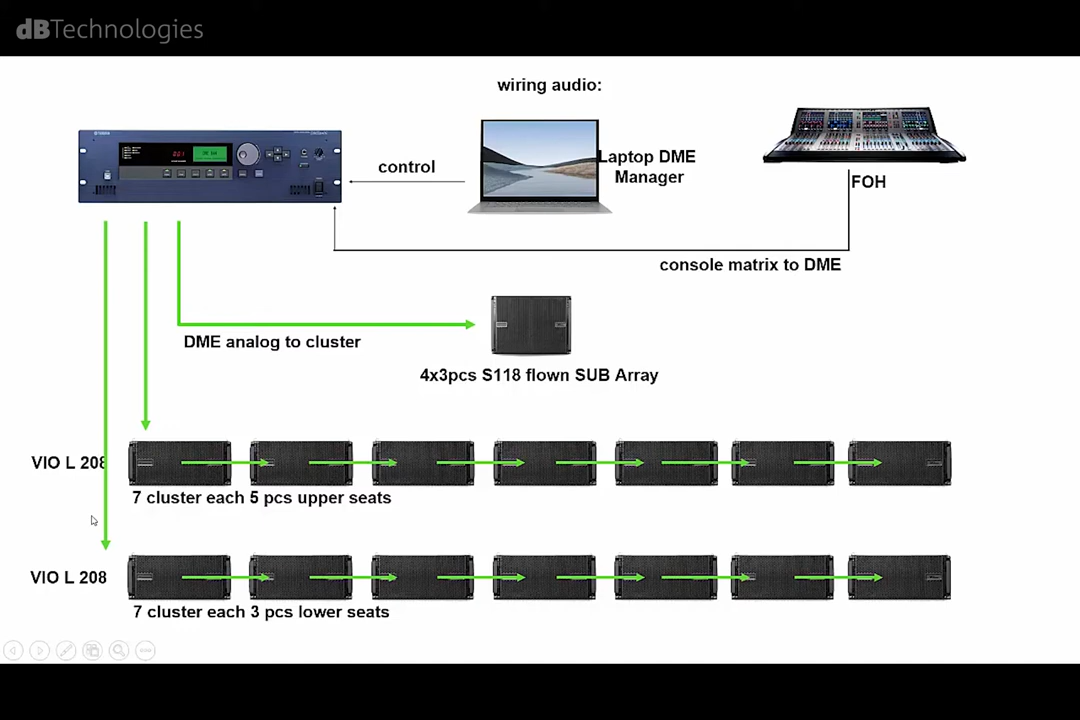 dBTechnologies
wiring audio:
control
Laptop DME
Manager
FOH
console matrix to DME
DME analog to cluster
4x3pcs S118 flown SUB Array
VIO L 208
7 cluster each 5 pcs upper seats
VIO L 208
7 cluster each 3 pcs lower seats